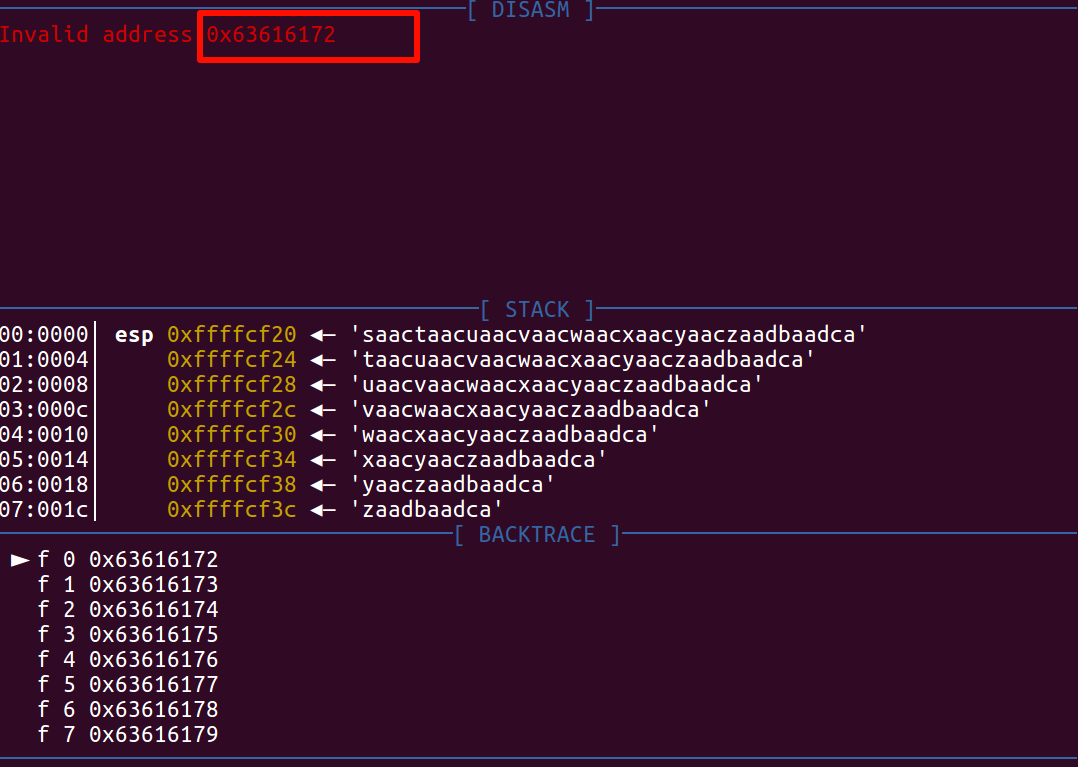 [ DISASM ]
Invalid address 0x63616172
[ STACK ]
00:0000│ esp 0xffffcf20 ◂— 'saactaacuaacvaacwaacxaacyaaczaadbaadca'
01:0004│ 0xffffcf24 ◂— 'taacuaacvaacwaacxaacyaaczaadbaadca'
02:0008│ 0xffffcf28 ◂— 'uaacvaacwaacxaacyaaczaadbaadca'
03:000c│ 0xffffcf2c ◂— 'vaacwaacxaacyaaczaadbaadca'
04:0010│ 0xffffcf30 ◂— 'waacxaacyaaczaadbaadca'
05:0014│ 0xffffcf34 ◂— 'xaacyaaczaadbaadca'
06:0018│ 0xffffcf38 ◂— 'yaaczaadbaadca'
07:001c│ 0xffffcf3c ◂— 'zaadbaadca'
[ BACKTRACE ]
► f 0 0x63616172
f 1 0x63616173
f 2 0x63616174
f 3 0x63616175
f 4 0x63616176
f 5 0x63616177
f 6 0x63616178
f 7 0x63616179